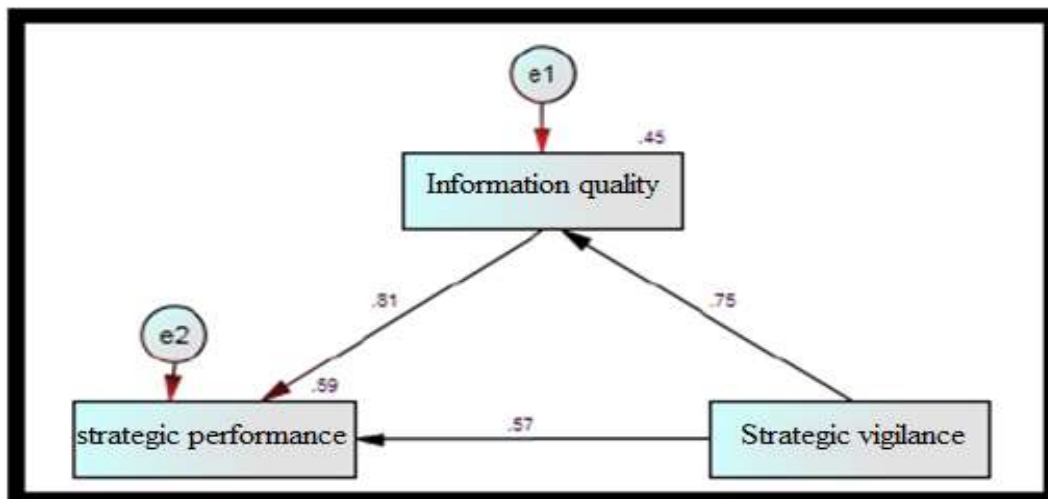 e1
.45
Information quality
.81
.75
e2
.59
strategic performance
.57
Strategic vigilance